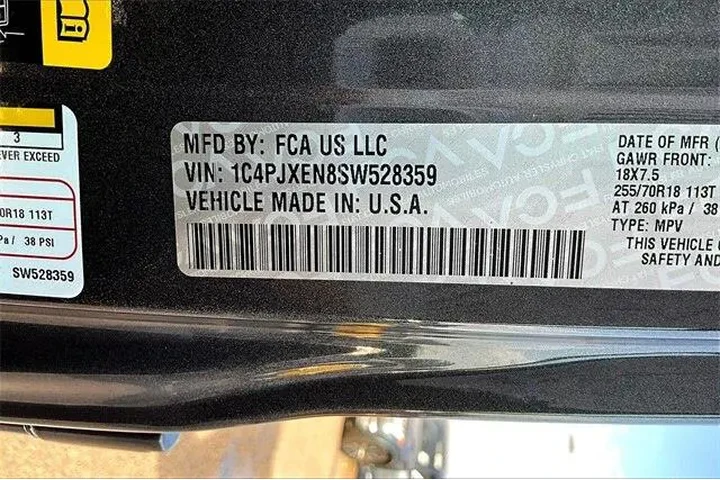 3
EVER EXCEED
0R18 113T
Pa / 38 PSI
SW528359
MFD BY: FCA US LLC
VIN: 1C4PJXEN8SW528359
VEHICLE MADE IN: U.S.A.
DATE OF MFR (
GAWR FRONT:
18X7.5
255/70R18 113T
AT 260 kPa / 38
TYPE: MPV
THIS VEHICLE
SAFETY AND